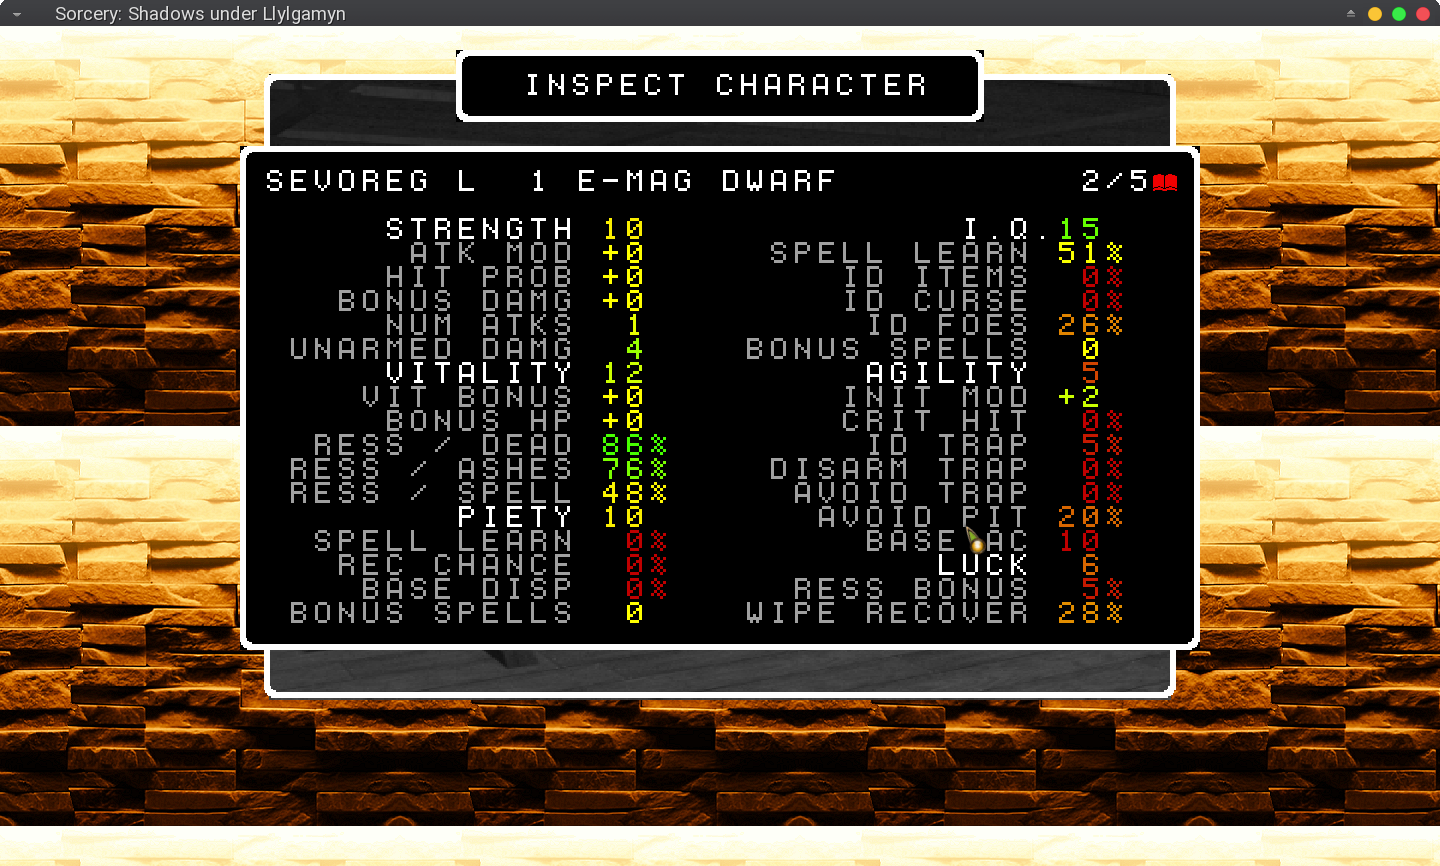 Sorcery: Shadows under Llylgamyn
INSPECT CHARACTER
SEVOREG L 1 E-MAG DWARF 2/5
STRENGTH 10 I.Q. 15
ATK MOD +0 SPELL LEARN 51%
HIT PROB +0 ID ITEMS 0%
BONUS DAMG +0 ID CURSE 0%
NUM ATKS 1 ID FOES 26%
UNARMED DAMG 4 BONUS SPELLS 0
VITALITY 12 AGILITY 5
VIT BONUS +0 INIT MOD +2
BONUS HP +0 CRIT HIT 0%
RESS / DEAD 86% ID TRAP 5%
RESS / ASHES 76% DISARM TRAP 0%
RESS / SPELL 48% AVOID TRAP 0%
PIETY 10 AVOID PIT 20%
SPELL LEARN 0% BASE AC 10
REC CHANCE 0% LUCK 6
BASE DISP 0% RESS BONUS 5%
BONUS SPELLS 0 WIPE RECOVER 28%